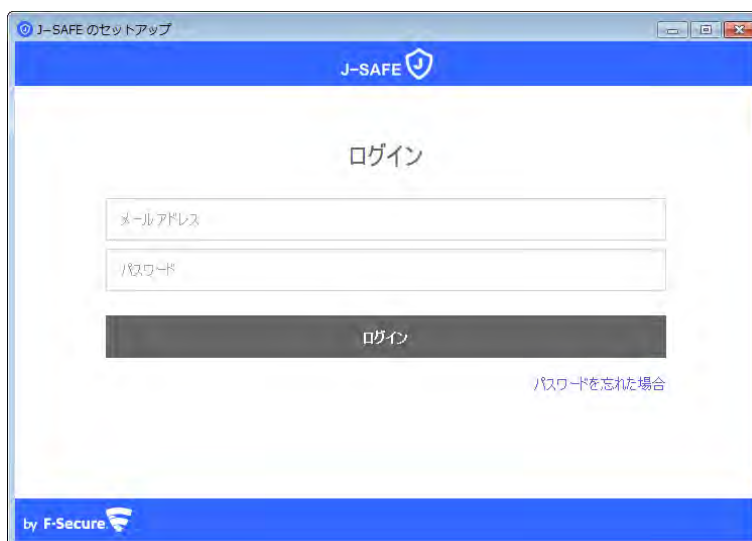 J-SAFE のセットアップ
J-SAFE J
ログイン
メール アドレス
パスワード
ログイン
パスワードを忘れた場合
by F-Secure